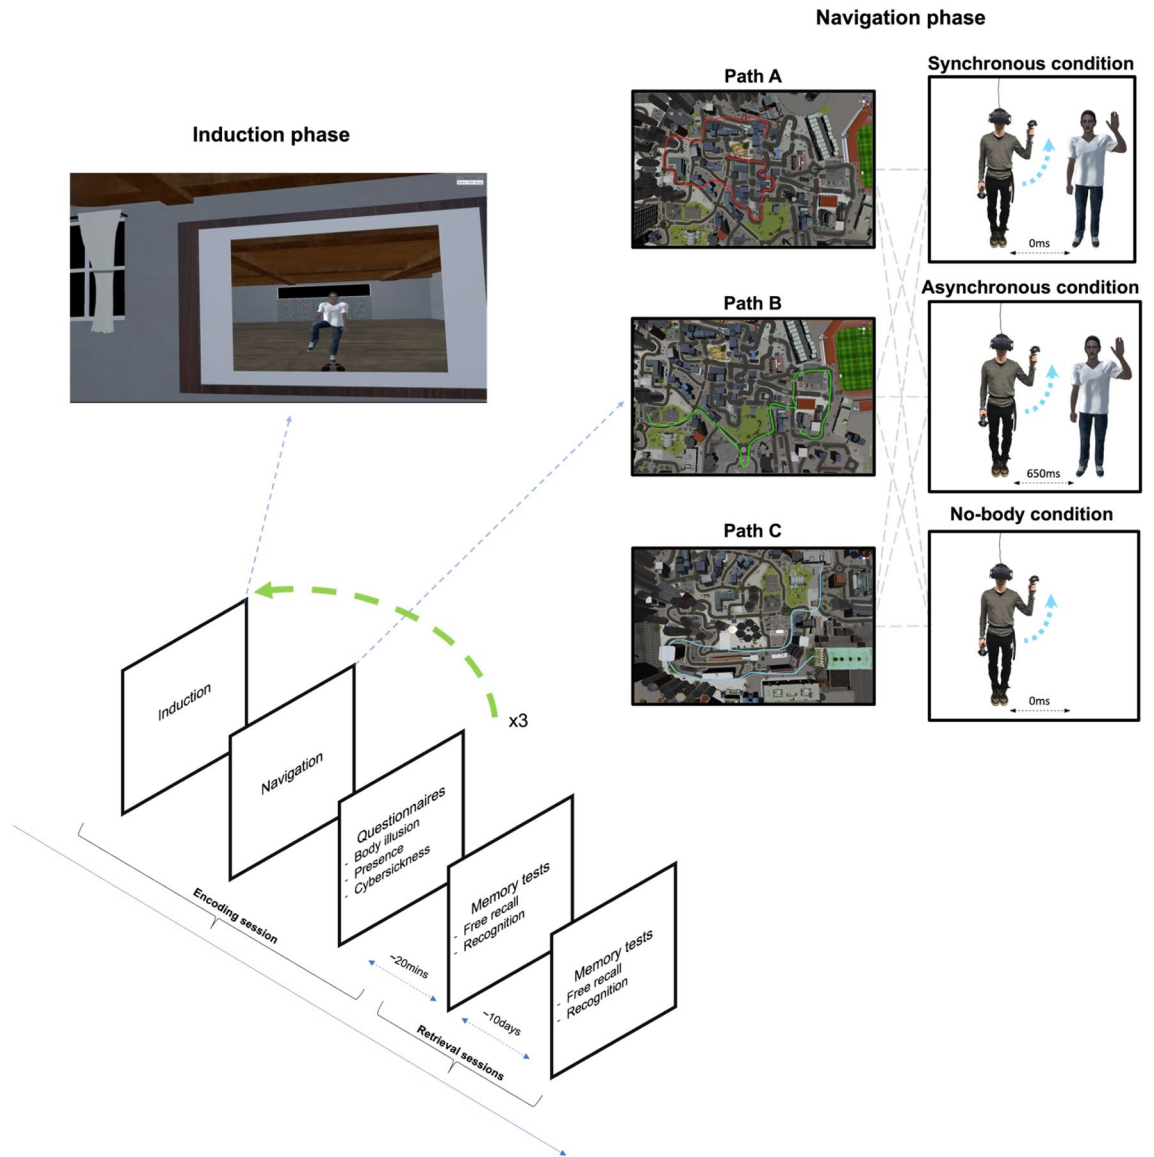 Navigation phase
Induction phase
Path A
Synchronous condition
0ms
Path B
Asynchronous condition
650ms
Path C
No-body condition
0ms
x3
Induction
Navigation
Questionnaires
- Body illusion
- Presence
- Cybersickness
Memory tests
- Free recall
- Recognition
Memory tests
- Free recall
- Recognition
Encoding session
~20mins
~10days
Retrieval sessions